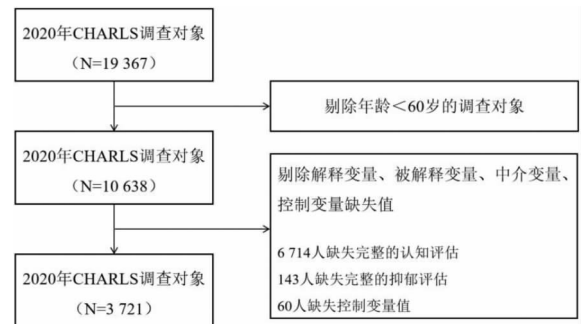 2020年CHARLS调查对象
（N=19 367）
剔除年龄＜60岁的调查对象
2020年CHARLS调查对象
（N=10 638）
剔除解释变量、被解释变量、中介变量、
控制变量缺失值
6 714人缺失完整的认知评估
143人缺失完整的抑郁评估
60人缺失控制变量值
2020年CHARLS调查对象
（N=3 721）